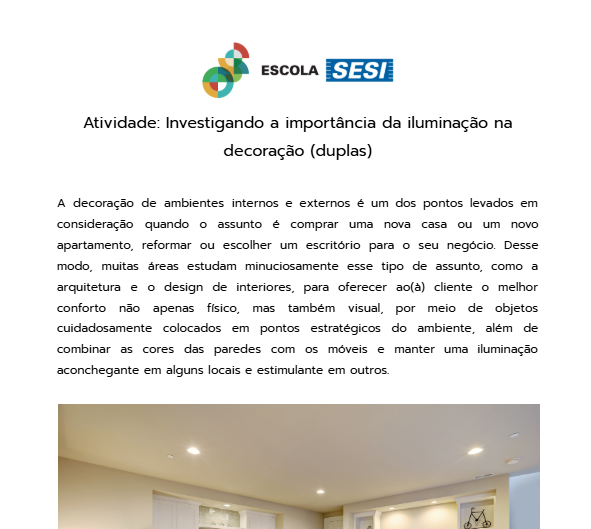 ESCOLA SESI
Atividade: Investigando a importância da iluminação na
decoração (duplas)
A decoração de ambientes internos e externos é um dos pontos levados em
consideração quando o assunto é comprar uma nova casa ou um novo
apartamento, reformar ou escolher um escritório para o seu negócio. Desse
modo, muitas áreas estudam minuciosamente esse tipo de assunto, como a
arquitetura e o design de interiores, para oferecer ao(à) cliente o melhor
conforto não apenas físico, mas também visual, por meio de objetos
cuidadosamente colocados em pontos estratégicos do ambiente, além de
combinar as cores das paredes com os móveis e manter uma iluminação
aconchegante em alguns locais e estimulante em outros.